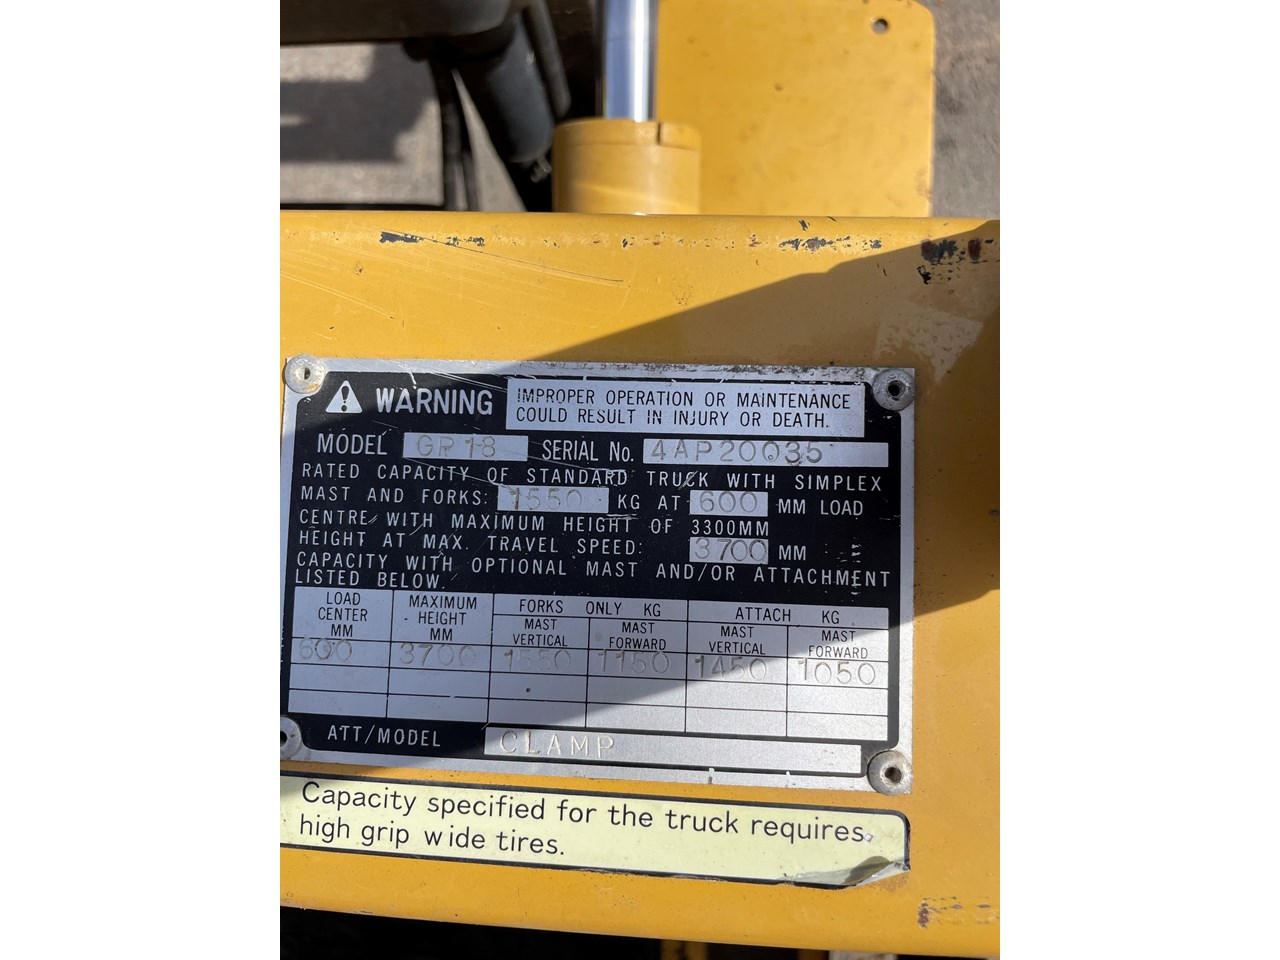 WARNING
IMPROPER OPERATION OR MAINTENANCE
COULD RESULT IN INJURY OR DEATH.
MODEL GP18 SERIAL No. 4AP20035
RATED CAPACITY OF STANDARD TRUCK WITH SIMPLEX
MAST AND FORKS: 1550 KG AT 600 MM LOAD
CENTRE WITH MAXIMUM HEIGHT OF 3300MM
HEIGHT AT MAX. TRAVEL SPEED: 3700 MM
CAPACITY WITH OPTIONAL MAST AND/OR ATTACHMENT
LISTED BELOW.
LOAD CENTER MM MAXIMUM HEIGHT MM FORKS ONLY KG ATTACH KG
MAST VERTICAL MAST FORWARD MAST VERTICAL MAST FORWARD
600 3700 1550 1150 1450 1050
ATT/MODEL CLAMP
Capacity specified for the truck requires
high grip wide tires.